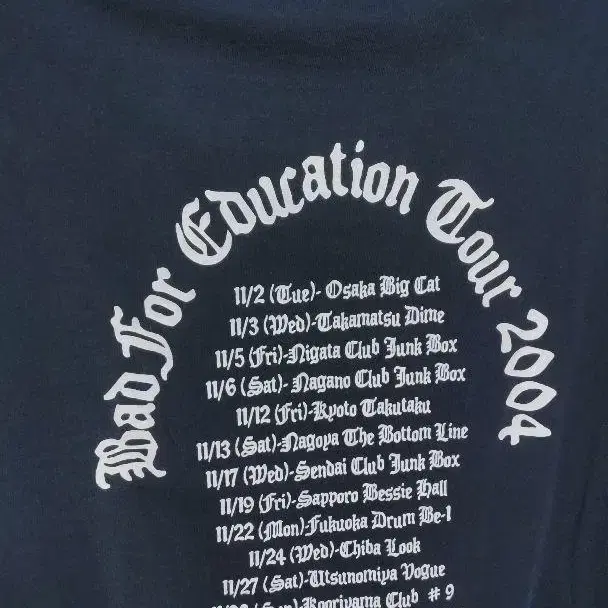 Bad For Education Tour 2004
11/2 (Tue)- Osaka Big Cat
11/3 (Wed)-Takamatsu Dime
11/5 (Fri)-Nigata Club Junk Box
11/6 (Sat)- Nagano Club Junk Box
11/12 (Fri)-Kyoto Takutaku
11/13 (Sat)-Nagoya The Bottom Line
11/17 (Wed)-Sendai Club Junk Box
11/19 (Fri)-Sapporo Bessie Hall
11/22 (Mon)-Fukuoka Drum Be-1
11/24 (Wed)-Chiba Look
11/27 (Sat)-Utsunomiya Vogue
Kooriyama Club # 9